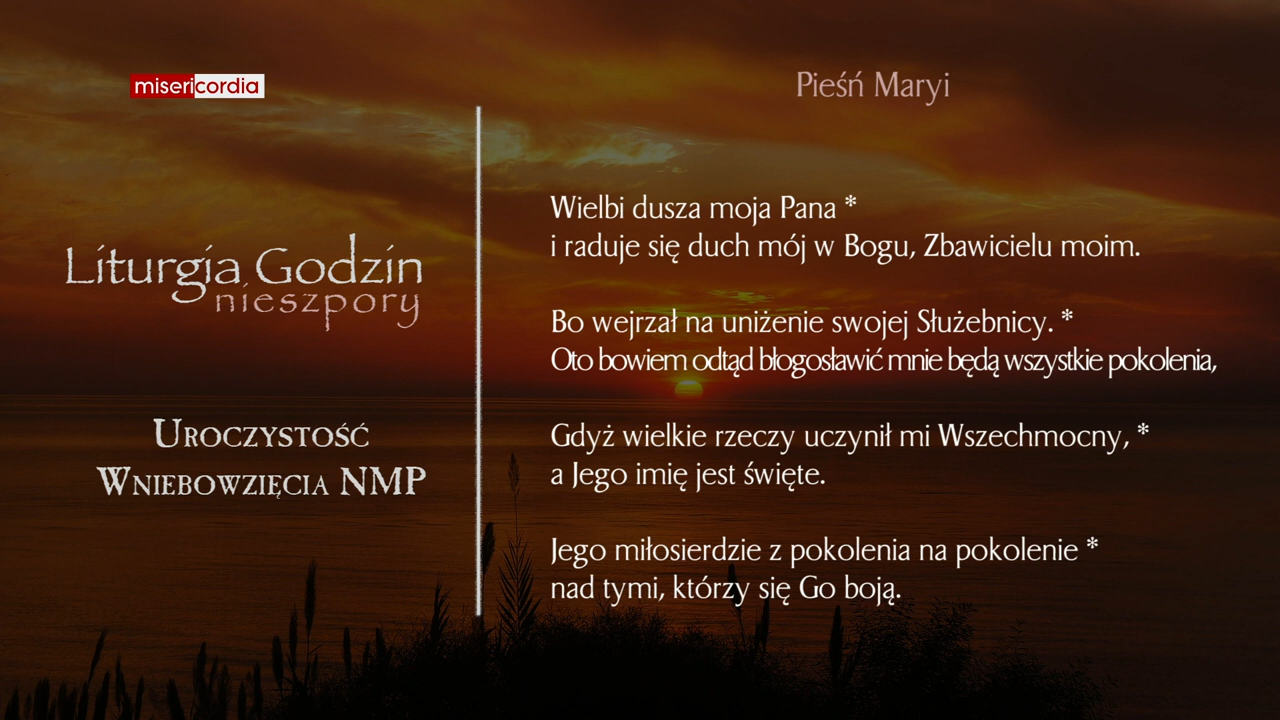 misericordia
Liturgia Godzin
nieszpory
Uroczystość
Wniebowzięcia NMP
Pieśń Maryi
Wielbi dusza moja Pana *
i raduje się duch mój w Bogu, Zbawicielu moim.
Bo wejrzał na uniżenie swojej Służebnicy. *
Oto bowiem odtąd błogosławić mnie będą wszystkie pokolenia,
Gdyż wielkie rzeczy uczynił mi Wszechmocny, *
a Jego imię jest święte.
Jego miłosierdzie z pokolenia na pokolenie *
nad tymi, którzy się Go boją.